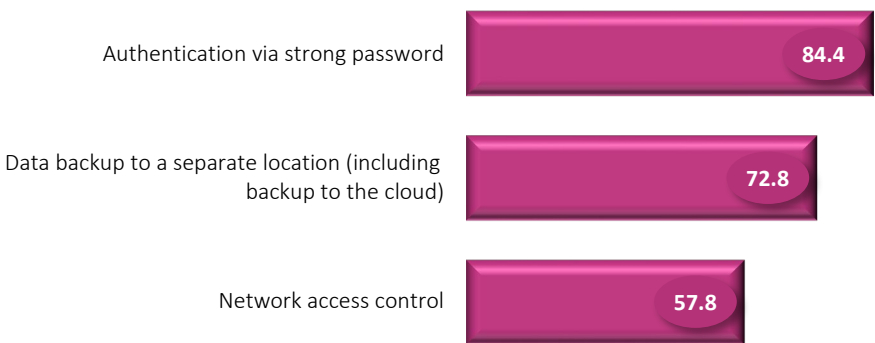 Authentication via strong password
84.4
Data backup to a separate location (including
backup to the cloud)
72.8
Network access control
57.8